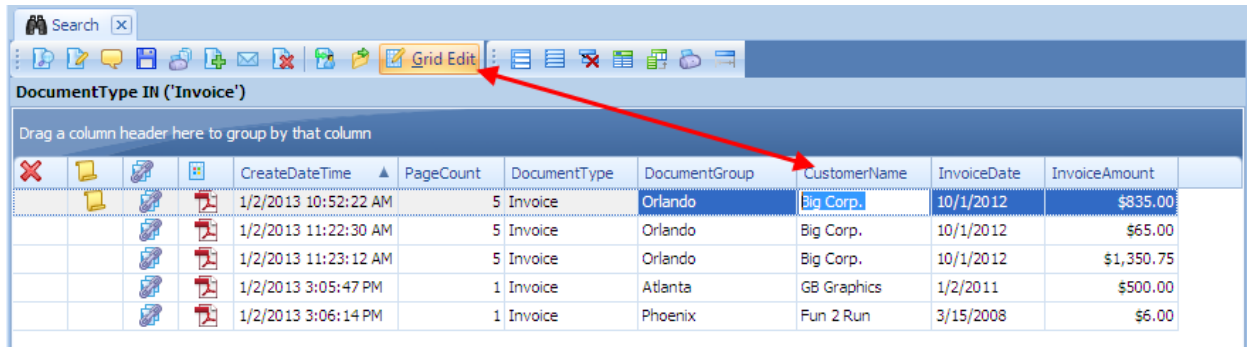 Search
Grid Edit
DocumentType IN ('Invoice')
Drag a column header here to group by that column
CreateDateTime PageCount DocumentType DocumentGroup CustomerName InvoiceDate InvoiceAmount
1/2/2013 10:52:22 AM 5 Invoice Orlando Big Corp. 10/1/2012 $835.00
1/2/2013 11:22:30 AM 5 Invoice Orlando Big Corp. 10/1/2012 $65.00
1/2/2013 11:23:12 AM 5 Invoice Orlando Big Corp. 10/1/2012 $1,350.75
1/2/2013 3:05:47 PM 1 Invoice Atlanta GB Graphics 1/2/2011 $500.00
1/2/2013 3:06:14 PM 1 Invoice Phoenix Fun 2 Run 3/15/2008 $6.00